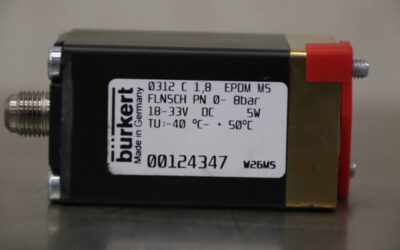 burkert
Made in Germany
0312 C 1,8 EPDM MS
FLNSCH PN 0- 8bar
18-33V DC 5W
TU:-40 °C- + 50°C
00124347 W26MS